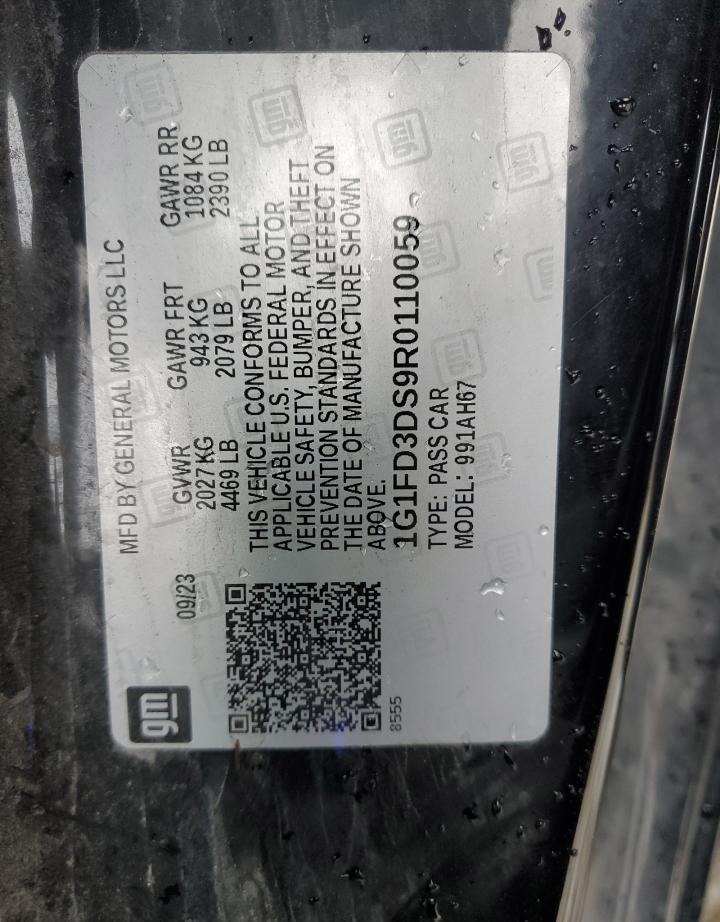 gm
09/23
MFD BY GENERAL MOTORS LLC
GVWR GAWR FRT GAWR RR
2027 KG 943 KG 1084 KG
4469 LB 2079 LB 2390 LB
THIS VEHICLE CONFORMS TO ALL
APPLICABLE U.S. FEDERAL MOTOR
VEHICLE SAFETY, BUMPER, AND THEFT
PREVENTION STANDARDS IN EFFECT ON
THE DATE OF MANUFACTURE SHOWN
ABOVE.
1G1FD3DS9R0110059
TYPE: PASS CAR
MODEL: 991AH67
8555